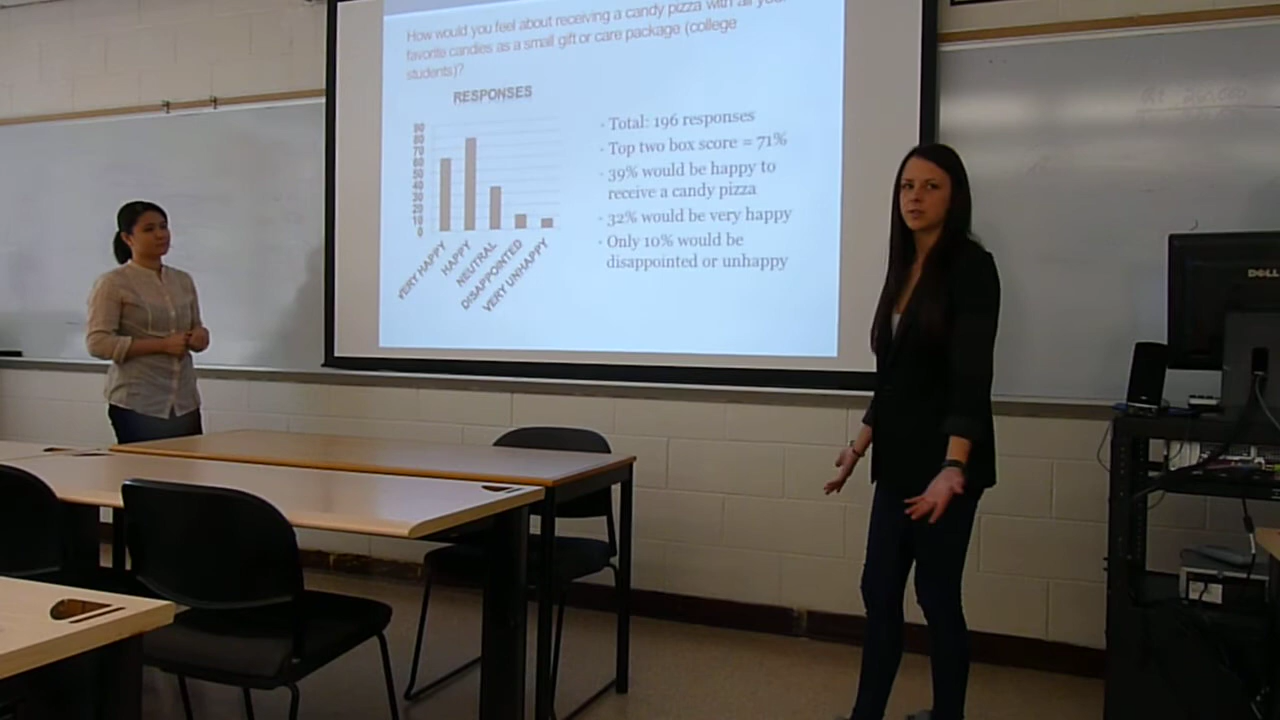 How would you feel about receiving a candy pizza with all your
favorite candies as a small gift or care package (college
students)?
RESPONSES
90
80
70
60
50
40
30
20
10
0
VERY HAPPY
HAPPY
NEUTRAL
DISAPPOINTED
VERY UNHAPPY
- Total: 196 responses
- Top two box score = 71%
- 39% would be happy to
receive a candy pizza
- 32% would be very happy
- Only 10% would be
disappointed or unhappy
DELL